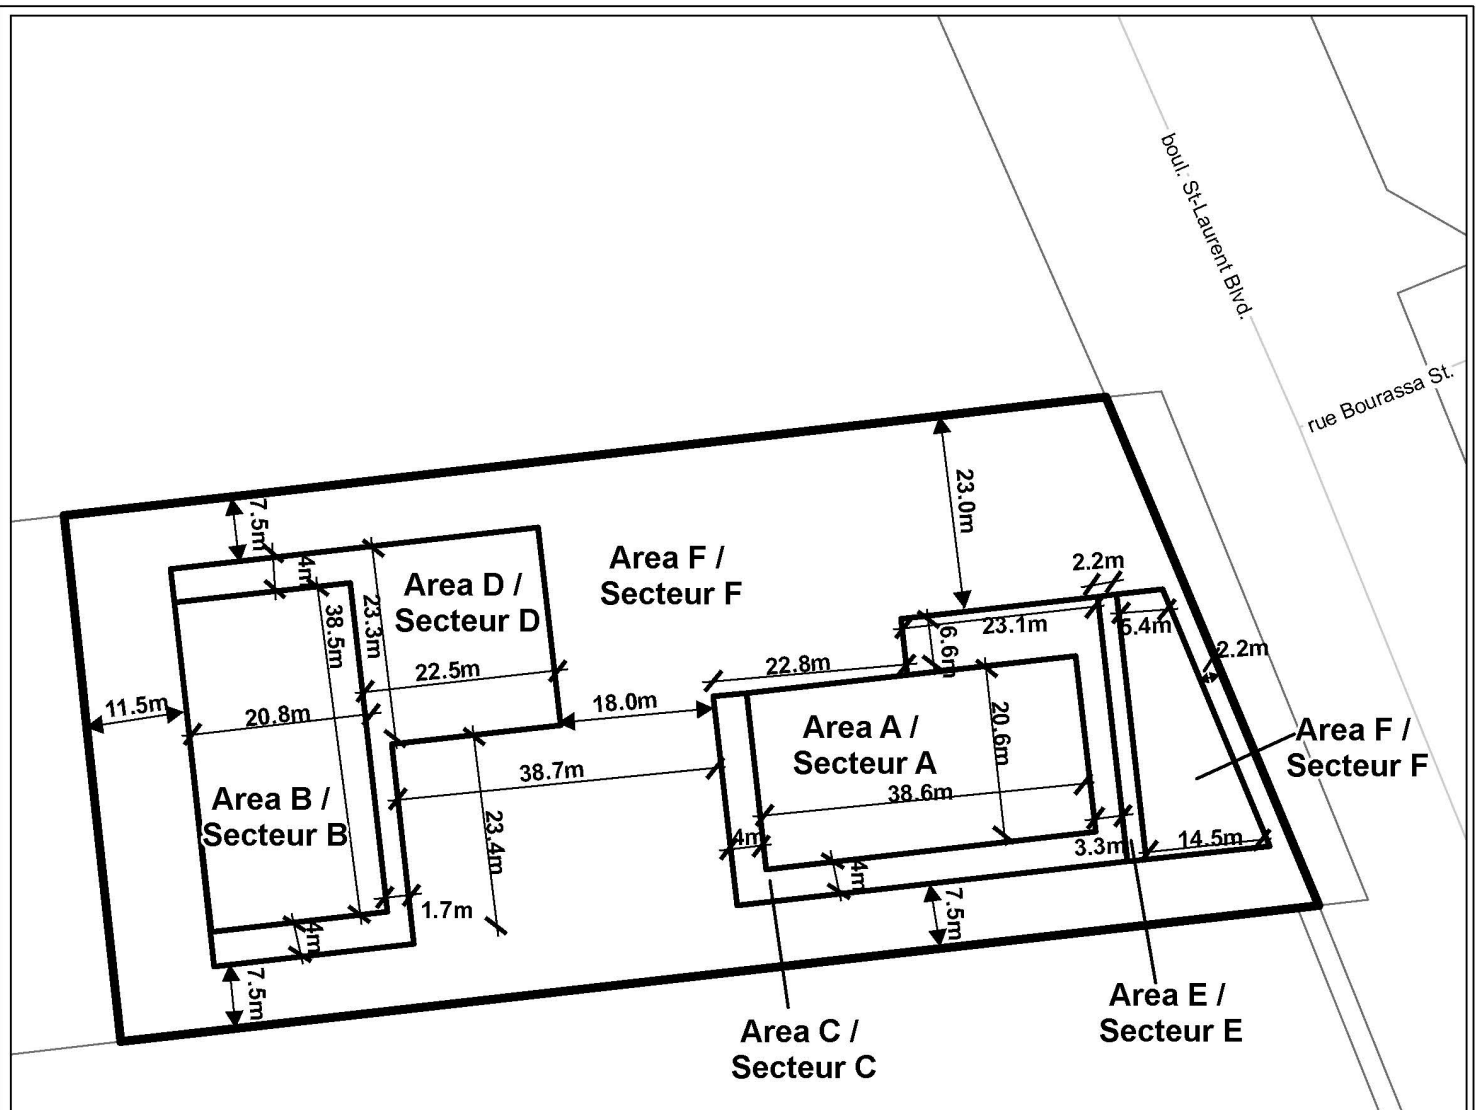 boul. St-Laurent Blvd.
rue Bourassa St.
7.5m
4m
23.0m
Area F /
Secteur F
Area D /
Secteur D
2.2m
38.5m
23.3m
6.6m
23.1m
5.4m
2.2m
22.5m
22.8m
11.5m
20.8m
18.0m
Area A /
Secteur A
20.6m
Area F /
Secteur F
38.7m
38.6m
Area B /
Secteur B
23.4m
4m
3.3m
14.5m
4m
1.7m
7.5m
4m
7.5m
Area E /
Secteur E
Area C /
Secteur C